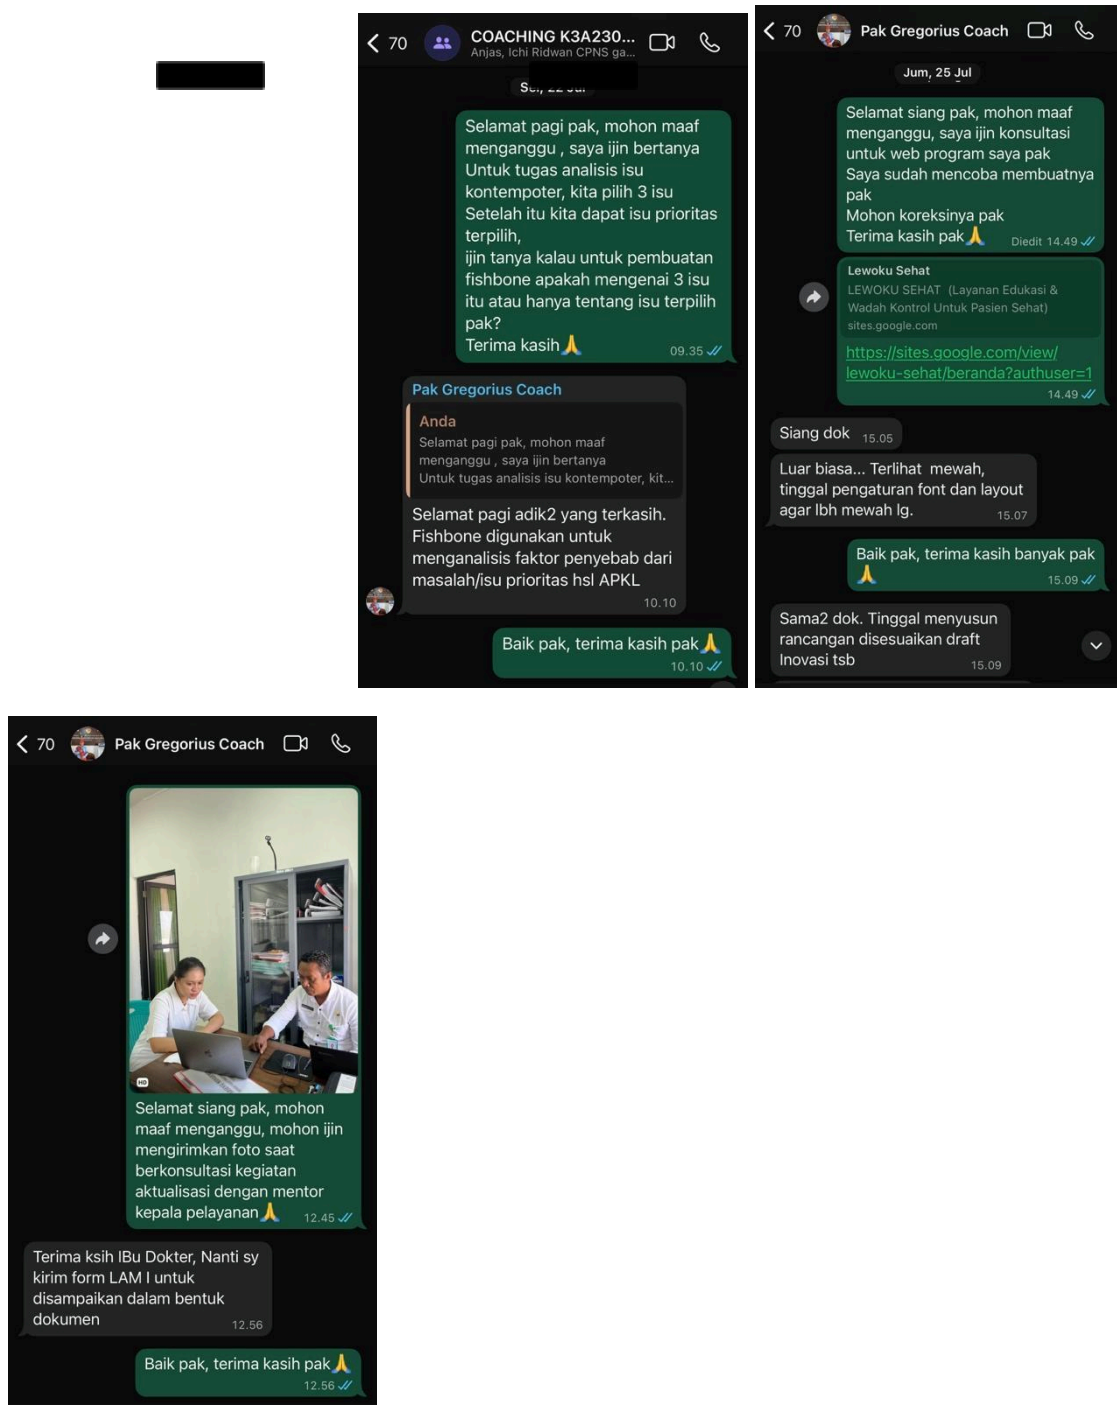 70
COACHING K3A230...
Anjas, Ichi Ridwan CPNS ga...
Selamat pagi pak, mohon maaf
menganggu , saya ijin bertanya
Untuk tugas analisis isu
kontempoter, kita pilih 3 isu
Setelah itu kita dapat isu prioritas
terpilih,
ijin tanya kalau untuk pembuatan
fishbone apakah mengenai 3 isu
itu atau hanya tentang isu terpilih
pak?
Terima kasih🙏
09.35
Pak Gregorius Coach
Anda
Selamat pagi pak, mohon maaf
menganggu , saya ijin bertanya
Untuk tugas analisis isu kontempoter, kit...
Selamat pagi adik2 yang terkasih.
Fishbone digunakan untuk
menganalisis faktor penyebab dari
masalah/isu prioritas hsl APKL
10.10
Baik pak, terima kasih pak🙏
10.10
70
Pak Gregorius Coach
Jum, 25 Jul
Selamat siang pak, mohon maaf
menganggu, saya ijin konsultasi
untuk web program saya pak
Saya sudah mencoba membuatnya
pak
Mohon koreksinya pak
Terima kasih pak🙏
Diedit 14.49
Lewoku Sehat
LEWOKU SEHAT (Layanan Edukasi &
Wadah Kontrol Untuk Pasien Sehat)
sites.google.com
https://sites.google.com/view/
lewoku-sehat/beranda?authuser=1
14.49
Siang dok
15.05
Luar biasa... Terlihat mewah,
tinggal pengaturan font dan layout
agar lbh mewah lg.
15.07
Baik pak, terima kasih banyak pak
🙏
15.09
Sama2 dok. Tinggal menyusun
rancangan disesuaikan draft
Inovasi tsb
15.09
70
Pak Gregorius Coach
HD
Selamat siang pak, mohon
maaf menganggu, mohon ijin
mengirimkan foto saat
berkonsultasi kegiatan
aktualisasi dengan mentor
kepala pelayanan🙏
12.45
Terima ksih IBu Dokter, Nanti sy
kirim form LAM I untuk
disampaikan dalam bentuk
dokumen
12.56
Baik pak, terima kasih pak🙏
12.56